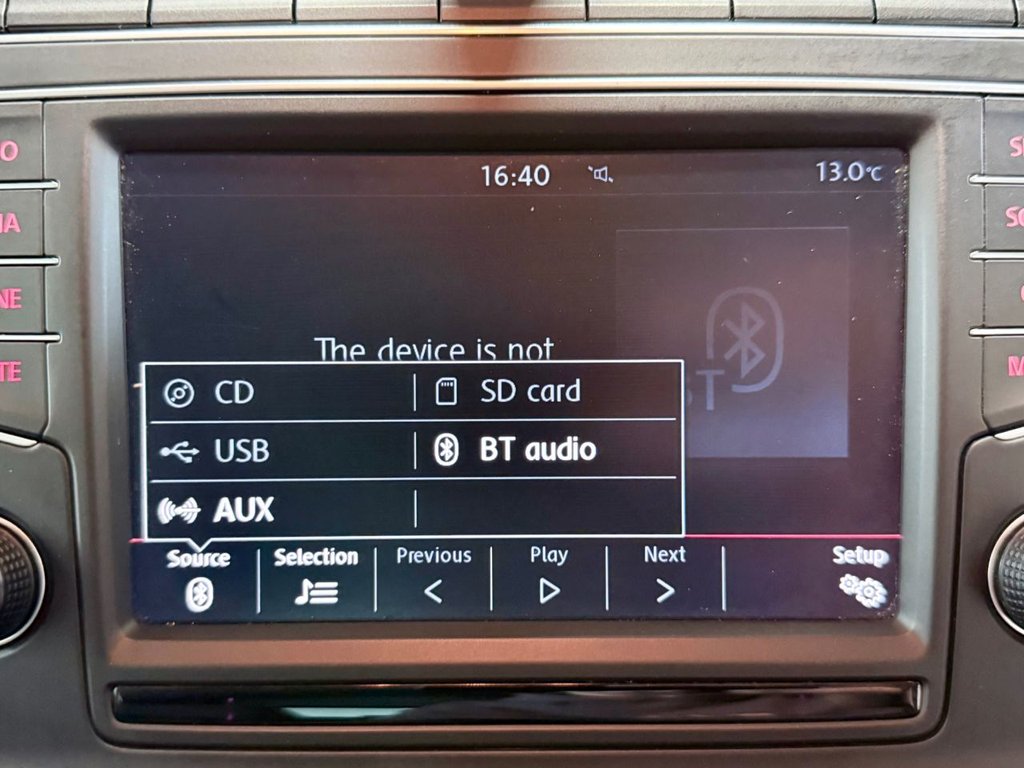 16:40
13.0°C
The device is not
BT
CD
SD card
USB
BT audio
AUX
Source
Selection
Previous
Play
Next
Setup